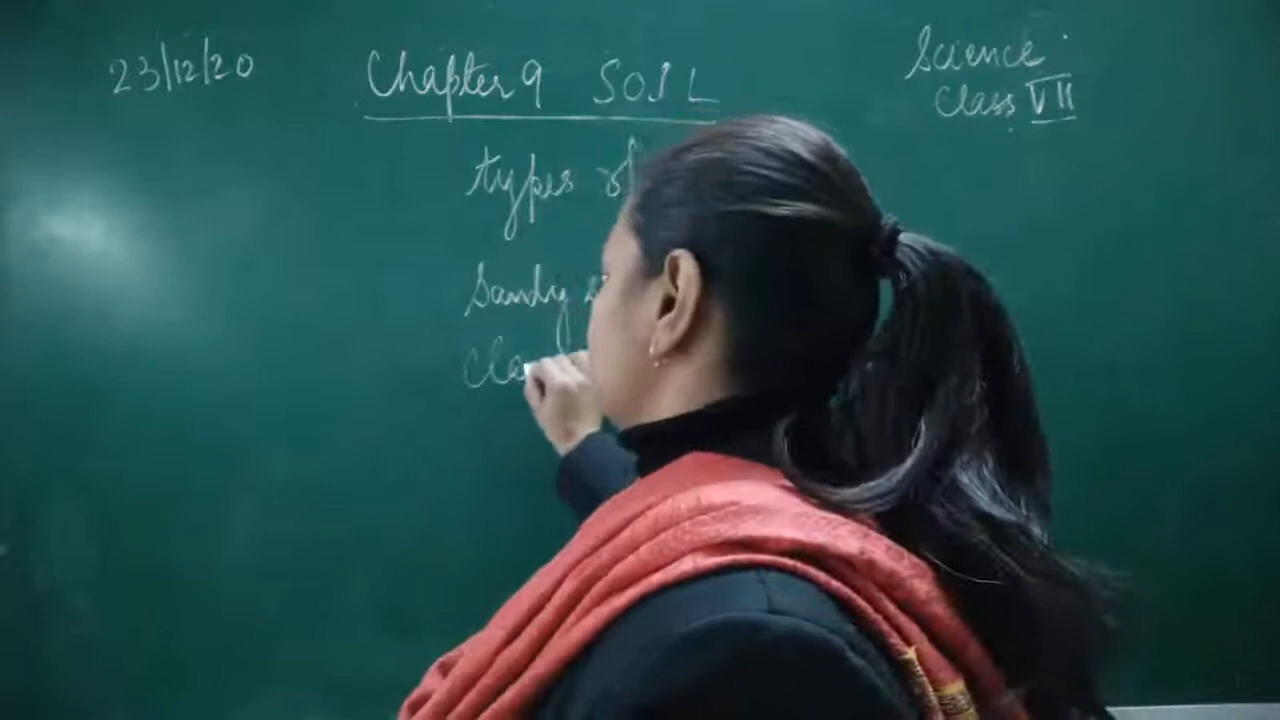 23/12/20
Chapter 9 SOIL
Science
Class VII
types of
Sandy
Cla